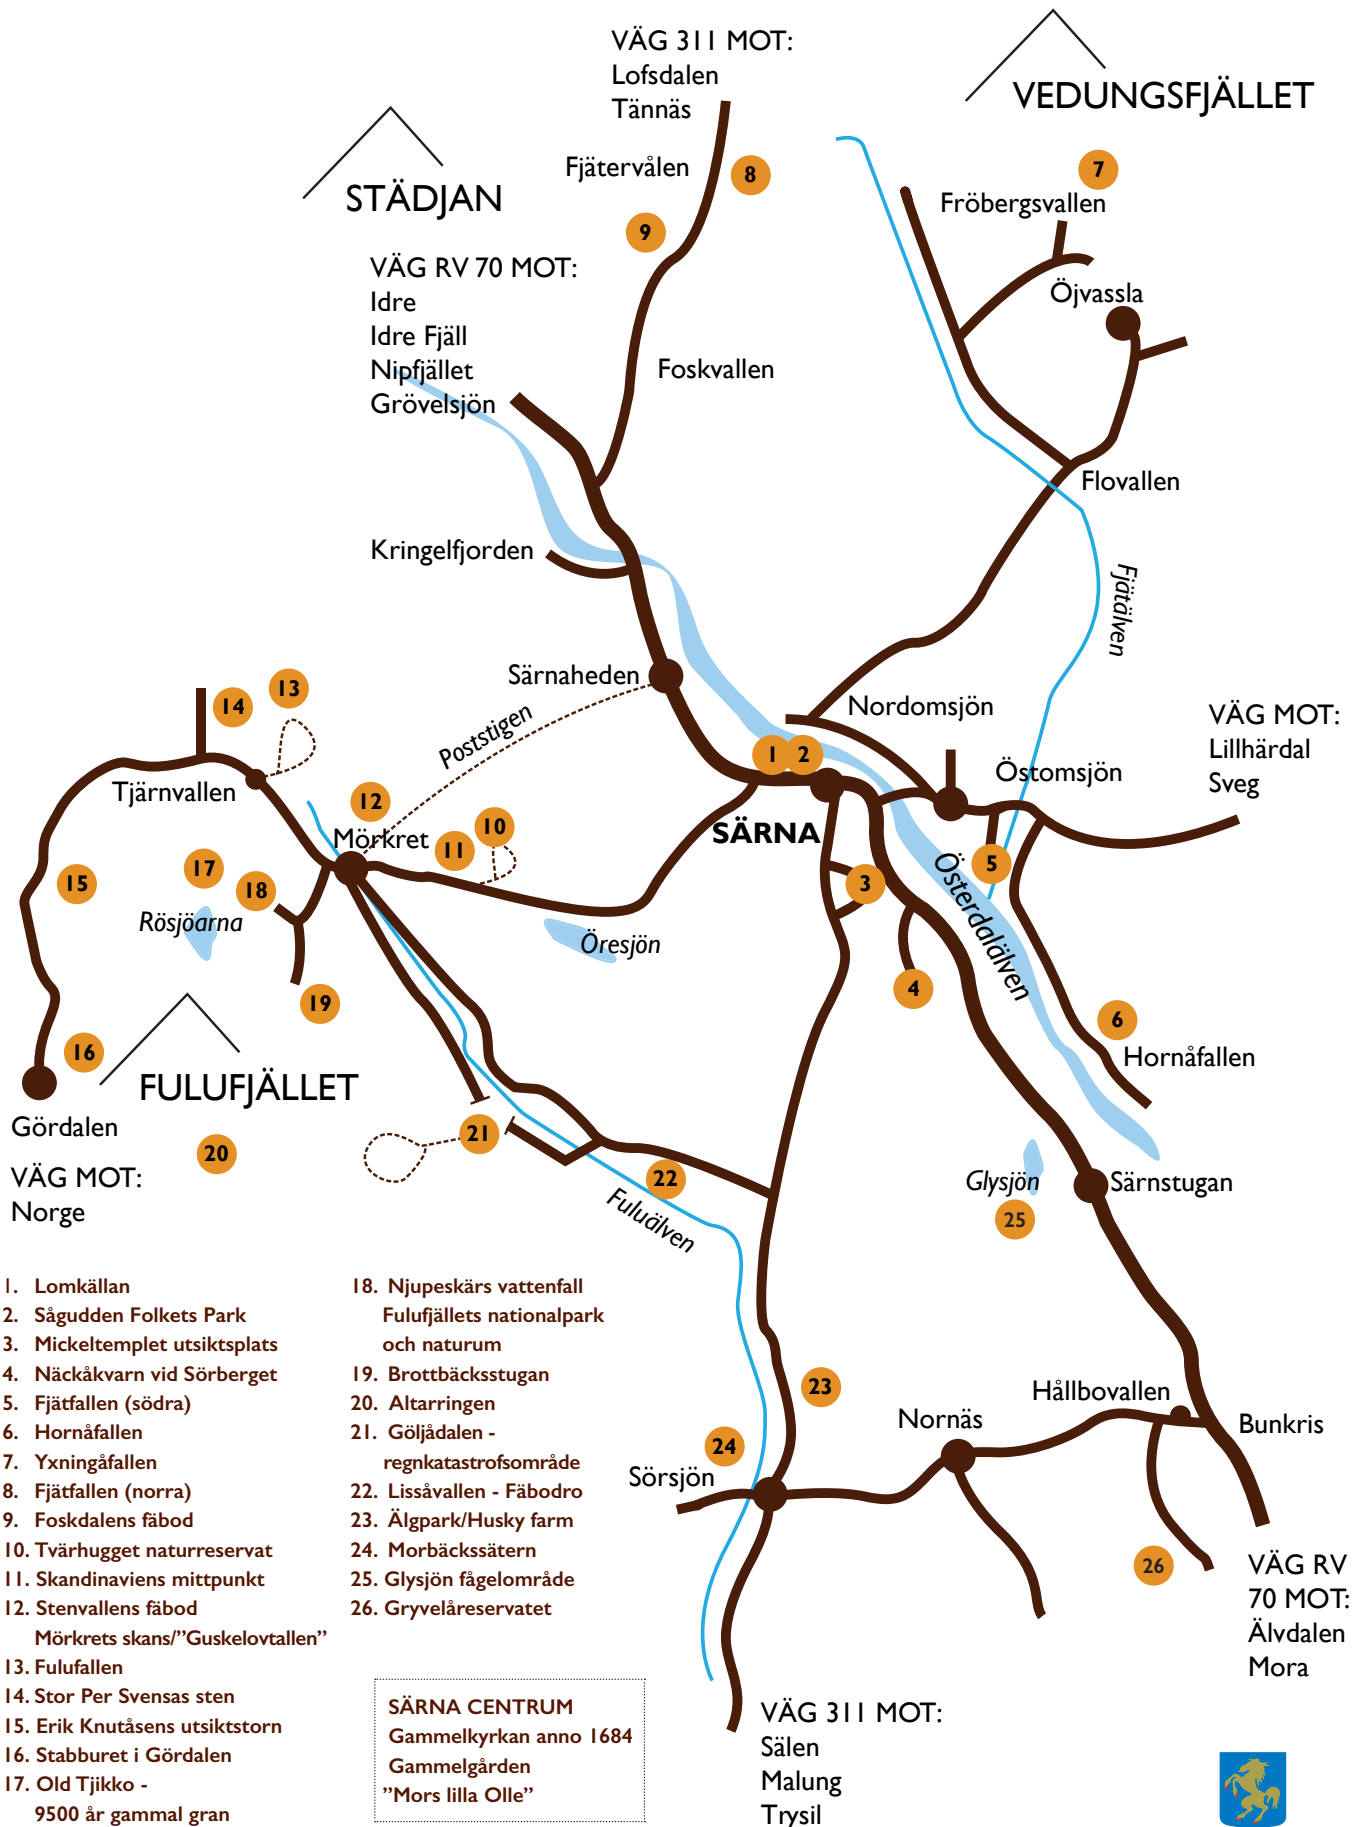 VÄG 311 MOT:
Lofsdalen
Tännäs
VEDUNGSFJÄLLET
Fjätervålen
8
7
STÄDJAN
Fröbergsvallen
9
VÄG RV 70 MOT:
Idre
Idre Fjäll
Nipfjället
Grövelsjön
Öjvassla
Foskvallen
Flovallen
Kringelfjorden
Fjätälven
Särnaheden
13
14
Poststigen
Nordomsjön
VÄG MOT:
Lillhärdal
Sveg
1
2
Östomsjön
Tjärnvallen
12
Mörkret
11
10
SÄRNA
5
3
15
17
18
Rösjöarna
Öresjön
Österdalälven
4
19
6
Hornåfallen
16
FULUFJÄLLET
Gördalen
20
21
VÄG MOT:
Norge
22
Fuluälven
Glysjön
25
Särnstugan
23
24
Sörsjön
Nornäs
Hållbovallen
Bunkris
26
VÄG RV
70 MOT:
Älvdalen
Mora
VÄG 311 MOT:
Sälen
Malung
Trysil
1. Lomkällan
2. Sågudden Folkets Park
3. Mickeltemplet utsiktsplats
4. Näckåkvarn vid Sörberget
5. Fjätfallen (södra)
6. Hornåfallen
7. Yxningåfallen
8. Fjätfallen (norra)
9. Foskdalens fäbod
10. Tvärhugget naturreservat
11. Skandinaviens mittpunkt
12. Stenvallens fäbod
Mörkrets skans/”Guskelovtallen”
13. Fulufallen
14. Stor Per Svensas sten
15. Erik Knutåsens utsiktstorn
16. Stabburet i Gördalen
17. Old Tjikko -
9500 år gammal gran
18. Njupeskärs vattenfall
Fulufjällets nationalpark
och naturum
19. Brottbäcksstugan
20. Altarringen
21. Göljådalen -
regnkatastrofsområde
22. Lissåvallen - Fäbodro
23. Älgpark/Husky farm
24. Morbäckssätern
25. Glysjön fågelområde
26. Gryvelåreservatet
SÄRNA CENTRUM
Gammelkyrkan anno 1684
Gammelgården
”Mors lilla Olle”